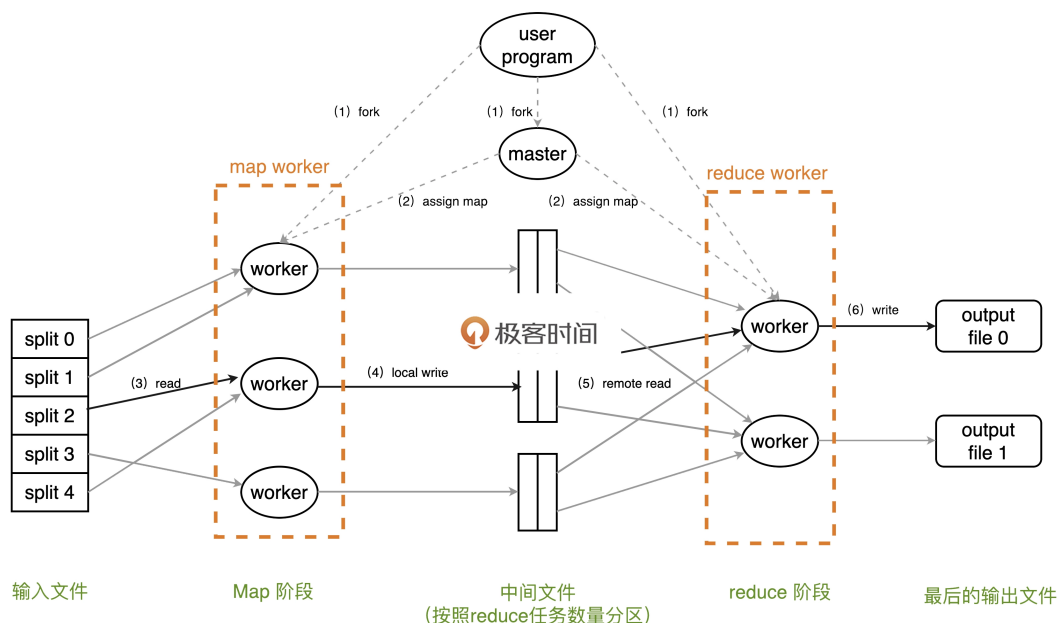 user
program
（1）fork
（1）fork
（1）fork
master
map worker
reduce worker
（2）assign map
（2）assign map
worker
worker
worker
split 0
split 1
split 2
split 3
split 4
（3）read
（4）local write
极客时间
（5）remote read
worker
worker
（6）write
output
file 0
output
file 1
输入文件
Map 阶段
中间文件
（按照reduce任务数量分区）
reduce 阶段
最后的输出文件